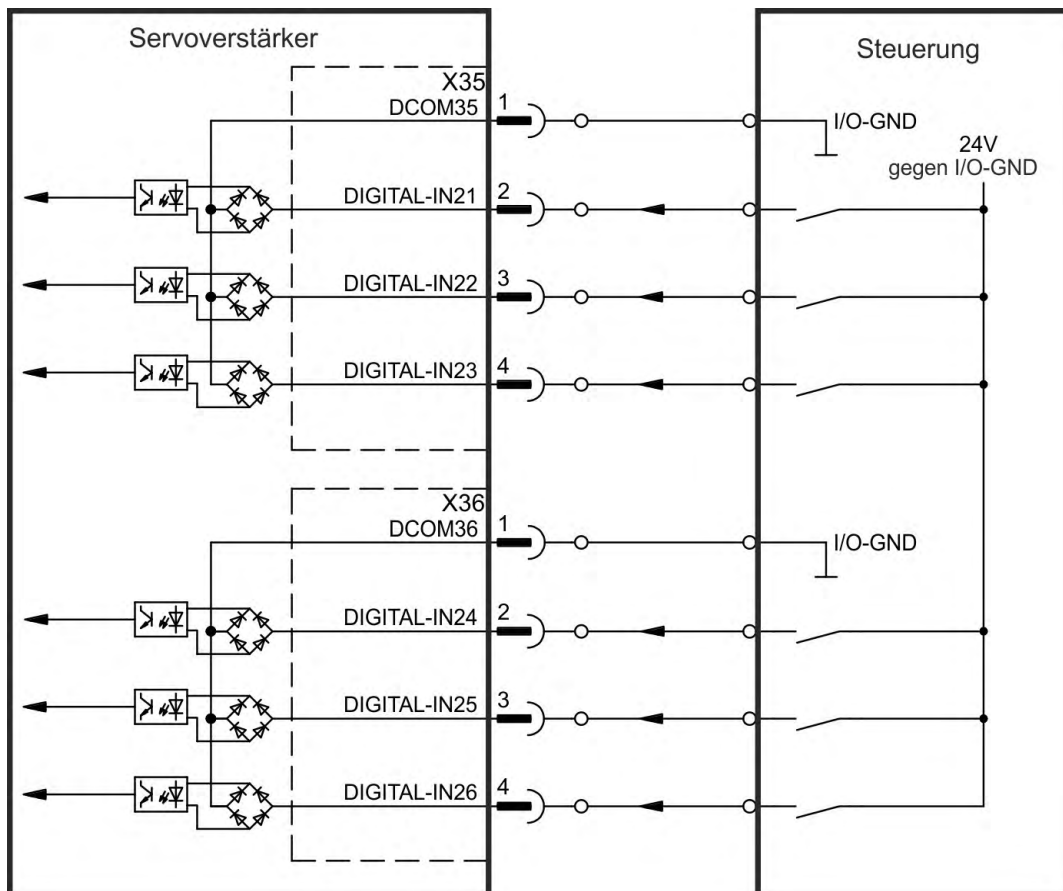 Servoverstärker
Steuerung
X35
DCOM35
1
I/O-GND
24V
gegen I/O-GND
DIGITAL-IN21
2
DIGITAL-IN22
3
DIGITAL-IN23
4
X36
DCOM36
1
I/O-GND
DIGITAL-IN24
2
DIGITAL-IN25
3
DIGITAL-IN26
4